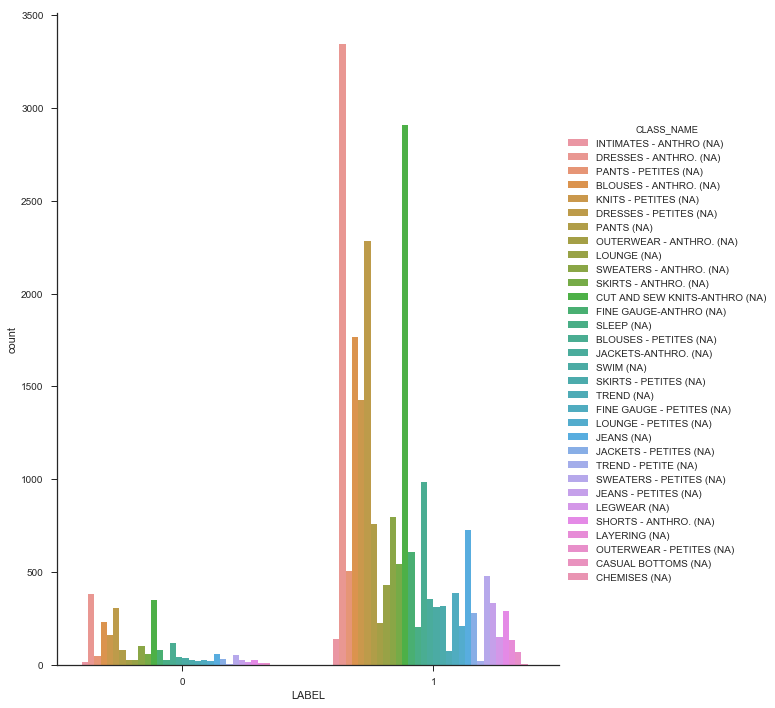 3500
3000
2500
2000
1500
1000
500
0
count
0
1
LABEL
CLASS_NAME
INTIMATES - ANTHRO (NA)
DRESSES - ANTHRO. (NA)
PANTS - PETITES (NA)
BLOUSES - ANTHRO. (NA)
KNITS - PETITES (NA)
DRESSES - PETITES (NA)
PANTS (NA)
OUTERWEAR - ANTHRO. (NA)
LOUNGE (NA)
SWEATERS - ANTHRO. (NA)
SKIRTS - ANTHRO. (NA)
CUT AND SEW KNITS-ANTHRO (NA)
FINE GAUGE-ANTHRO (NA)
SLEEP (NA)
BLOUSES - PETITES (NA)
JACKETS-ANTHRO. (NA)
SWIM (NA)
SKIRTS - PETITES (NA)
TREND (NA)
FINE GAUGE - PETITES (NA)
LOUNGE - PETITES (NA)
JEANS (NA)
JACKETS - PETITES (NA)
TREND - PETITE (NA)
SWEATERS - PETITES (NA)
JEANS - PETITES (NA)
LEGWEAR (NA)
SHORTS - ANTHRO. (NA)
LAYERING (NA)
OUTERWEAR - PETITES (NA)
CASUAL BOTTOMS (NA)
CHEMISES (NA)